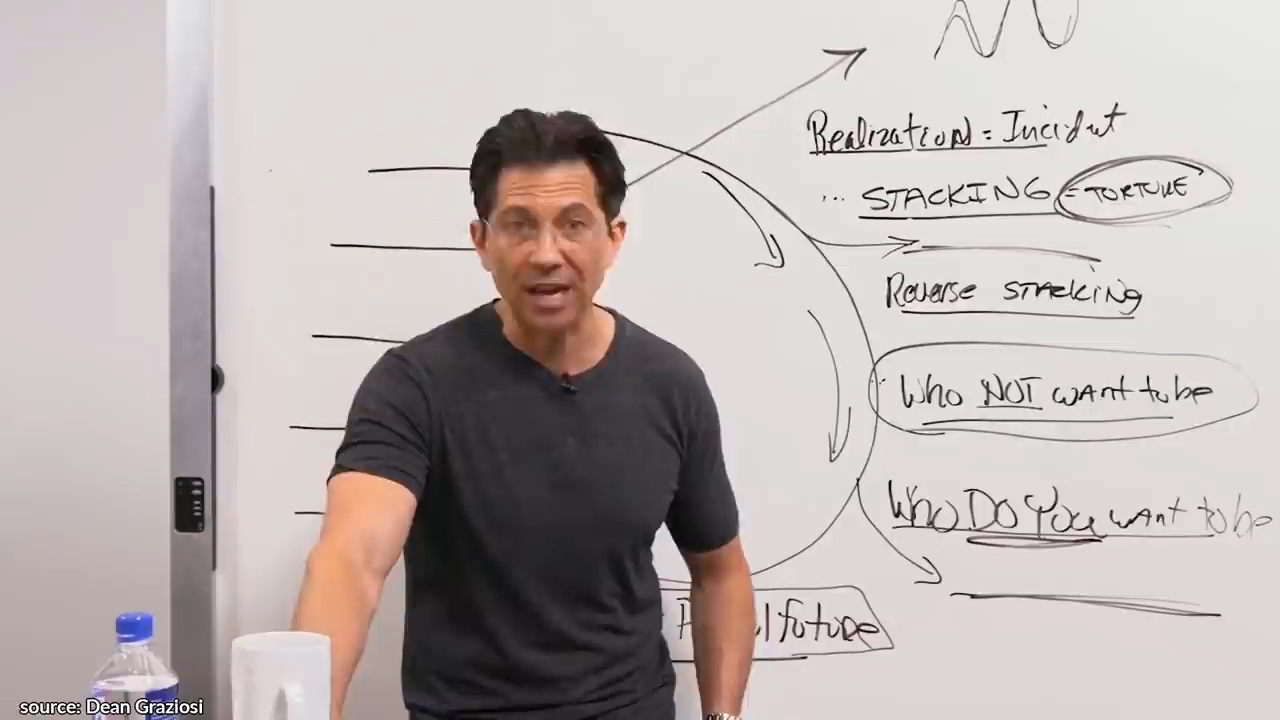 Realization = Incident
... STACKING = TORTURE
Reverse STACKING
Who NOT want to be
Who DO You want to be
future
source: Dean Graziosi